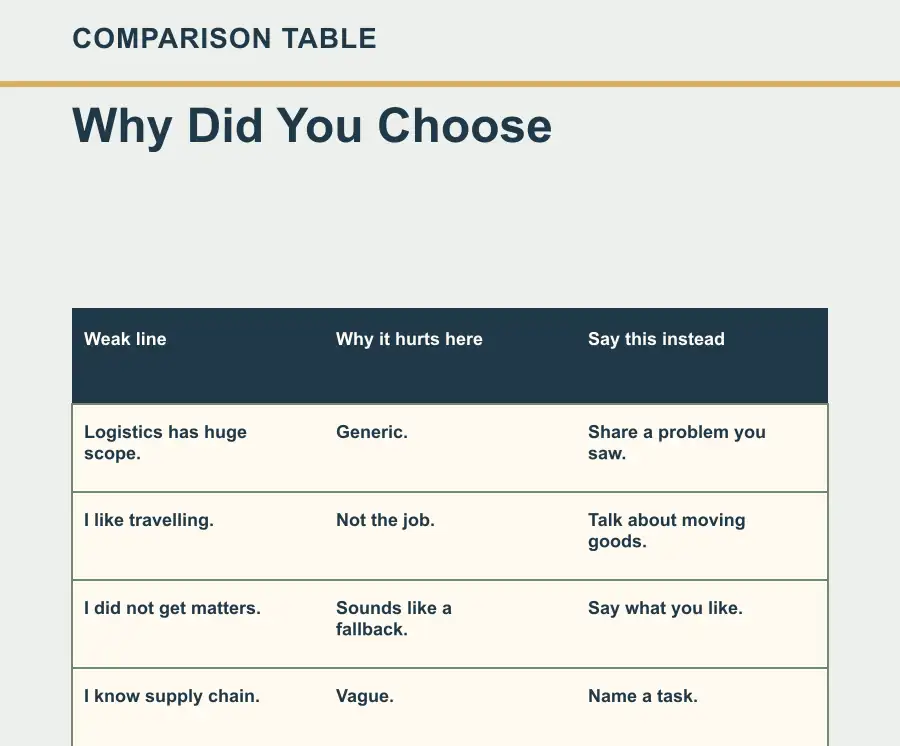 COMPARISON TABLE
Why Did You Choose
Weak line
Why it hurts here
Say this instead
Logistics has huge
scope.
Generic.
Share a problem you
saw.
I like travelling.
Not the job.
Talk about moving
goods.
I did not get matters.
Sounds like a
fallback.
Say what you like.
I know supply chain.
Vague.
Name a task.